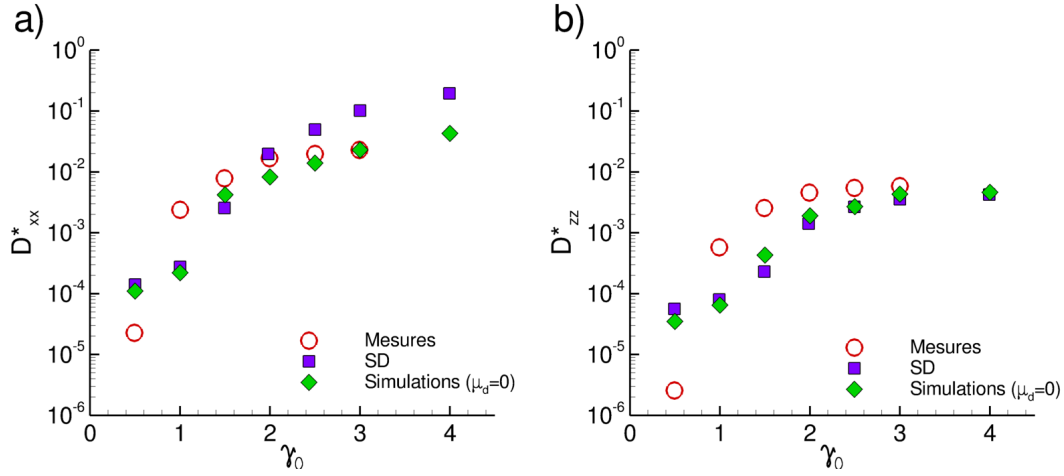 a)
10^0
10^-1
10^-2
10^-3
10^-4
10^-5
10^-6
D*xx
0 1 2 3 4
γ0
Mesures
SD
Simulations (μd=0)
b)
10^0
10^-1
10^-2
10^-3
10^-4
10^-5
10^-6
D*zz
0 1 2 3 4
γ0
Mesures
SD
Simulations (μd=0)